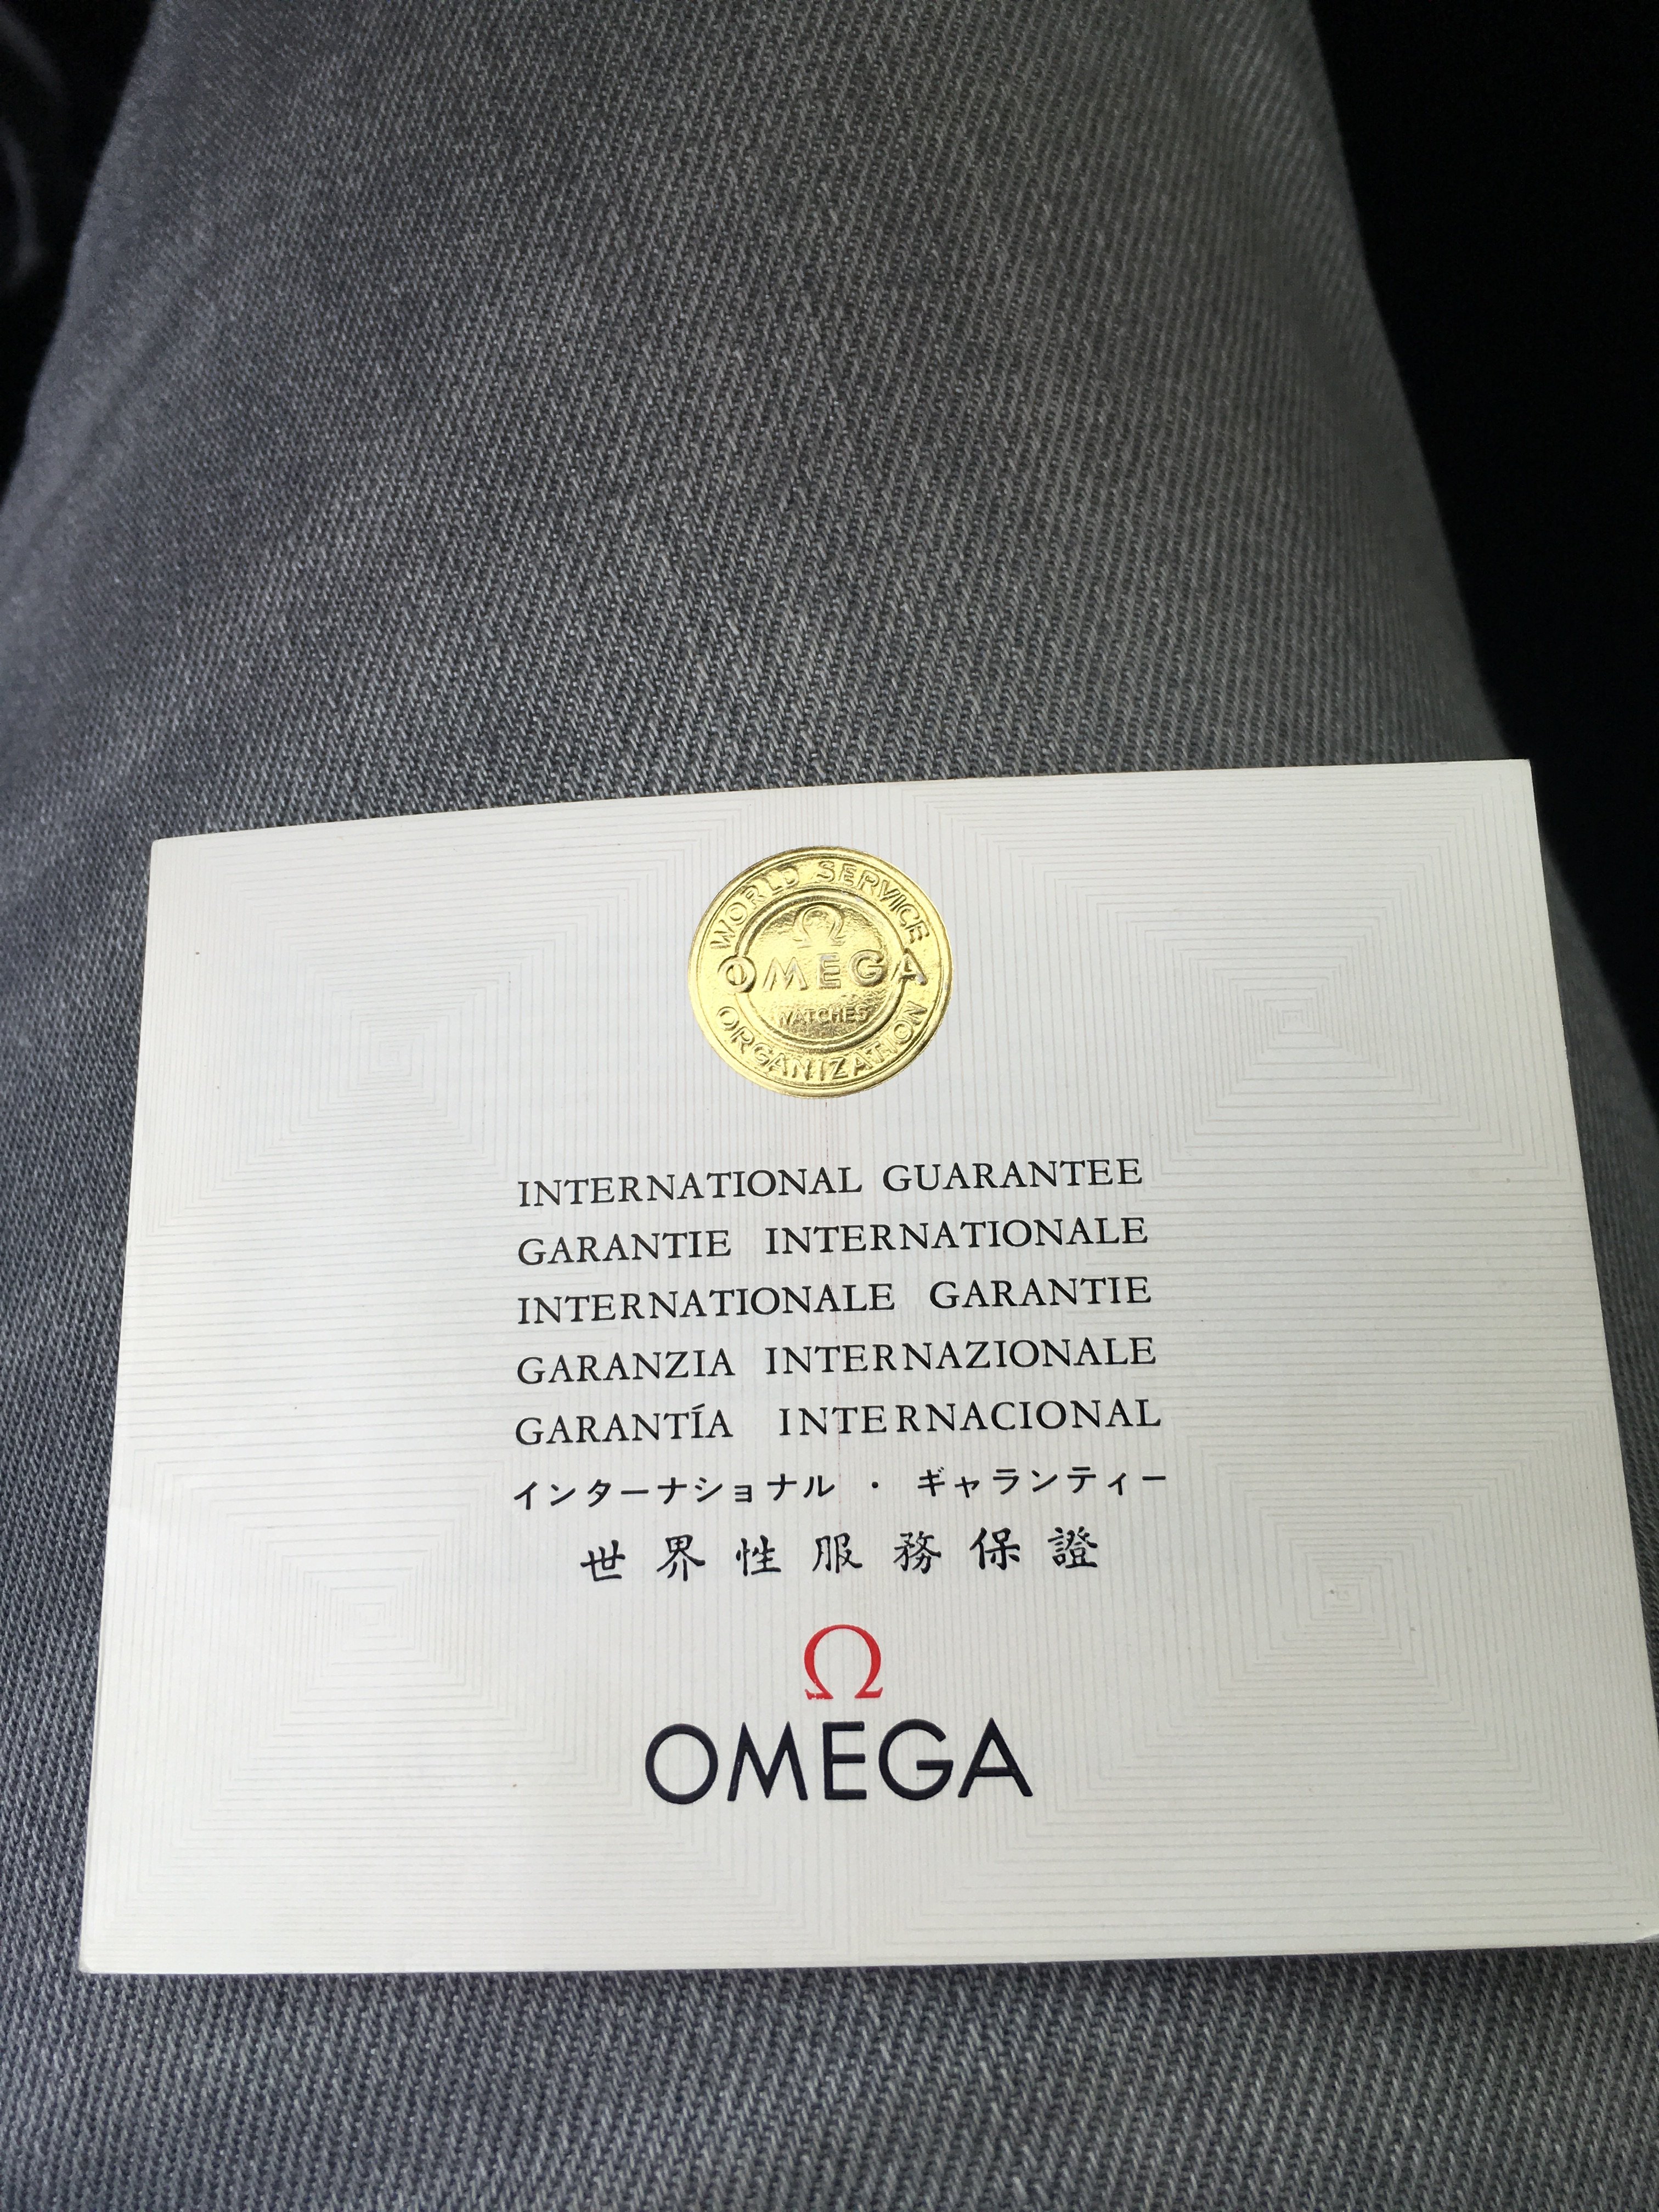 WORLD SERVICE
Ω
OMEGA
WATCHES
ORGANIZATION
INTERNATIONAL GUARANTEE
GARANTIE INTERNATIONALE
INTERNATIONALE GARANTIE
GARANZIA INTERNAZIONALE
GARANTÍA INTERNACIONAL
インターナショナル・ギャランティー
世界性服務保證
Ω
OMEGA